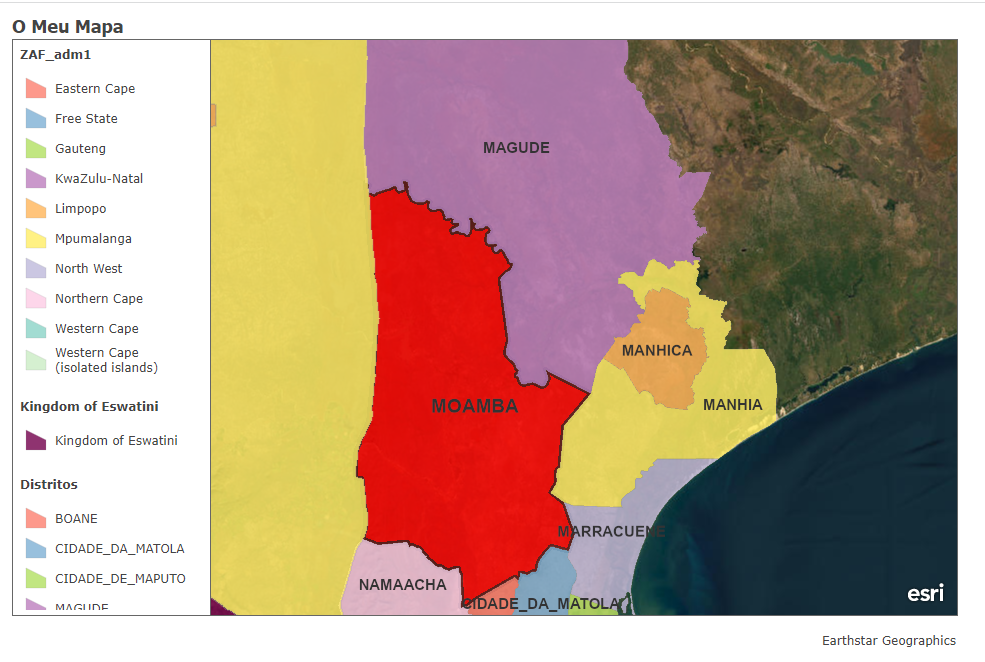 O Meu Mapa
ZAF_adm1
Eastern Cape
Free State
Gauteng
KwaZulu-Natal
Limpopo
Mpumalanga
North West
Northern Cape
Western Cape
Western Cape
(isolated islands)
Kingdom of Eswatini
Kingdom of Eswatini
Distritos
BOANE
CIDADE_DA_MATOLA
CIDADE_DE_MAPUTO
MAGUDE
MAGUDE
MANHICA
MOAMBA
MANHIA
MARRACUENE
NAMAACHA
CIDADE_DA_MATOLA
esri
Earthstar Geographics